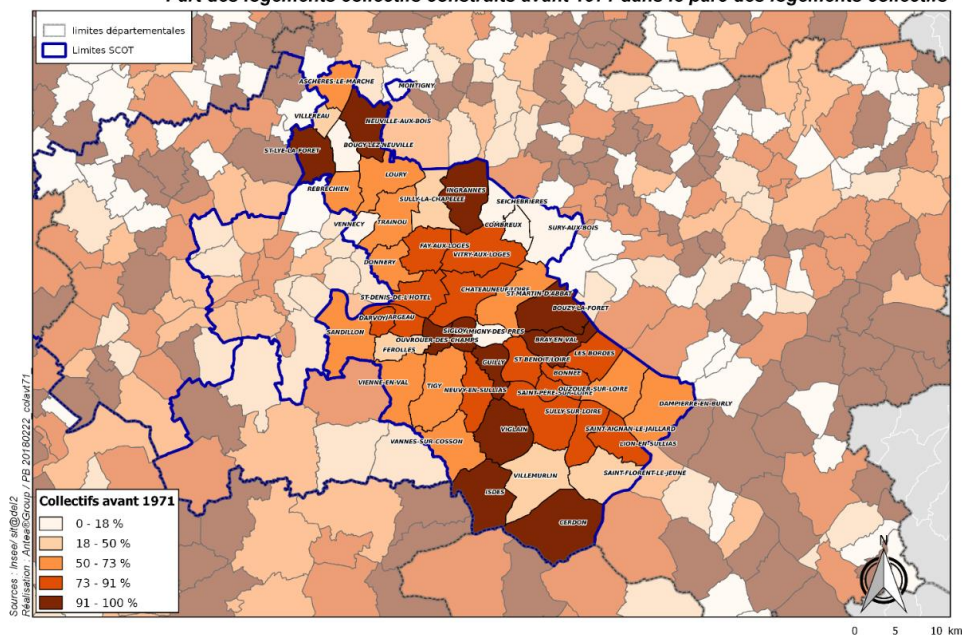 Part des logements collectifs construits avant 1971 dans le parc des logements collectifs
limites départementales
Limites SCOT
ASCHERES-LE-MARCHE
MONTIGNY
VILLEREAU
NEUVILLE-AUX-BOIS
ST-LYE-LA-FORET
BOUGY-LEZ-NEUVILLE
LOURY
REBRECHIEN
INGRANNES
SULLY-LA-CHAPELLE
SEICHEBRIERES
VENNECY
TRAINOU
COMBREUX
SURY-AUX-BOIS
FAY-AUX-LOGES
VITRY-AUX-LOGES
DONNERY
CHATEAUNEUF-LOIRE
ST-MARTIN-D'ABBAT
ST-DENIS-DE-L'HOTEL
BOUZY-LA-FORET
DARVOY
JARGEAU
SANDILLON
SIGLOY
MIGNY-DES-PRES
OUVROUER-DES-CHAMPS
BRAY-EN-VAL
FEROLLES
LES-BORDES
GUILLY
ST-BENOIT-LOIRE
BONNEE
VIENNE-EN-VAL
TIGY
NEUVY-EN-SULLIAS
OUZOUER-SUR-LOIRE
SAINT-PERE-SUR-LOIRE
DAMPIERRE-EN-BURLY
SULLY-SUR-LOIRE
VIGLAIN
SAINT-AIGNAN-LE-JAILLARD
VANNES-SUR-COSSON
LION-EN-SULLIAS
VILLEMURLIN
SAINT-FLORENT-LE-JEUNE
ISDES
CERDON
Collectifs avant 1971
0 - 18 %
18 - 50 %
50 - 73 %
73 - 91 %
91 - 100 %
Sources : Insee/ sit@del2
Réalisation : Antea®Group / PB 20180222_colavt71
N
0 5 10 km